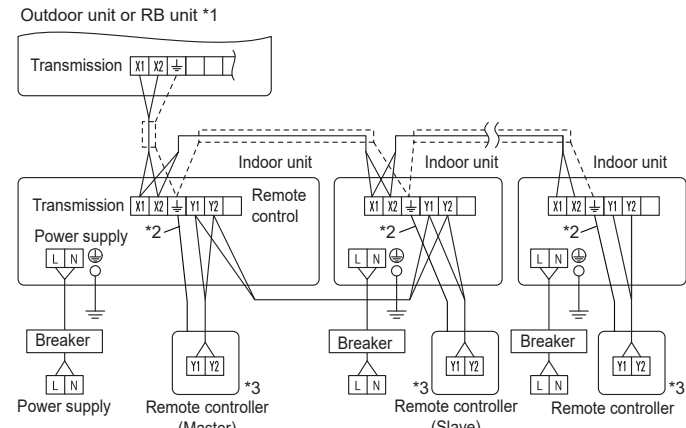 Outdoor unit or RB unit *1
Transmission X1 X2
Indoor unit Indoor unit Indoor unit
Transmission X1 X2 Y1 Y2 Remote control
X1 X2 Y1 Y2
X1 X2 Y1 Y2
*2 *2 *2
Power supply
L N L N L N
Breaker Breaker Breaker
Y1 Y2 Y1 Y2 Y1 Y2
L N *3 L N *3 L N *3
Power supply
Remote controller
(Master)
Remote controller
(Slave)
Remote controller